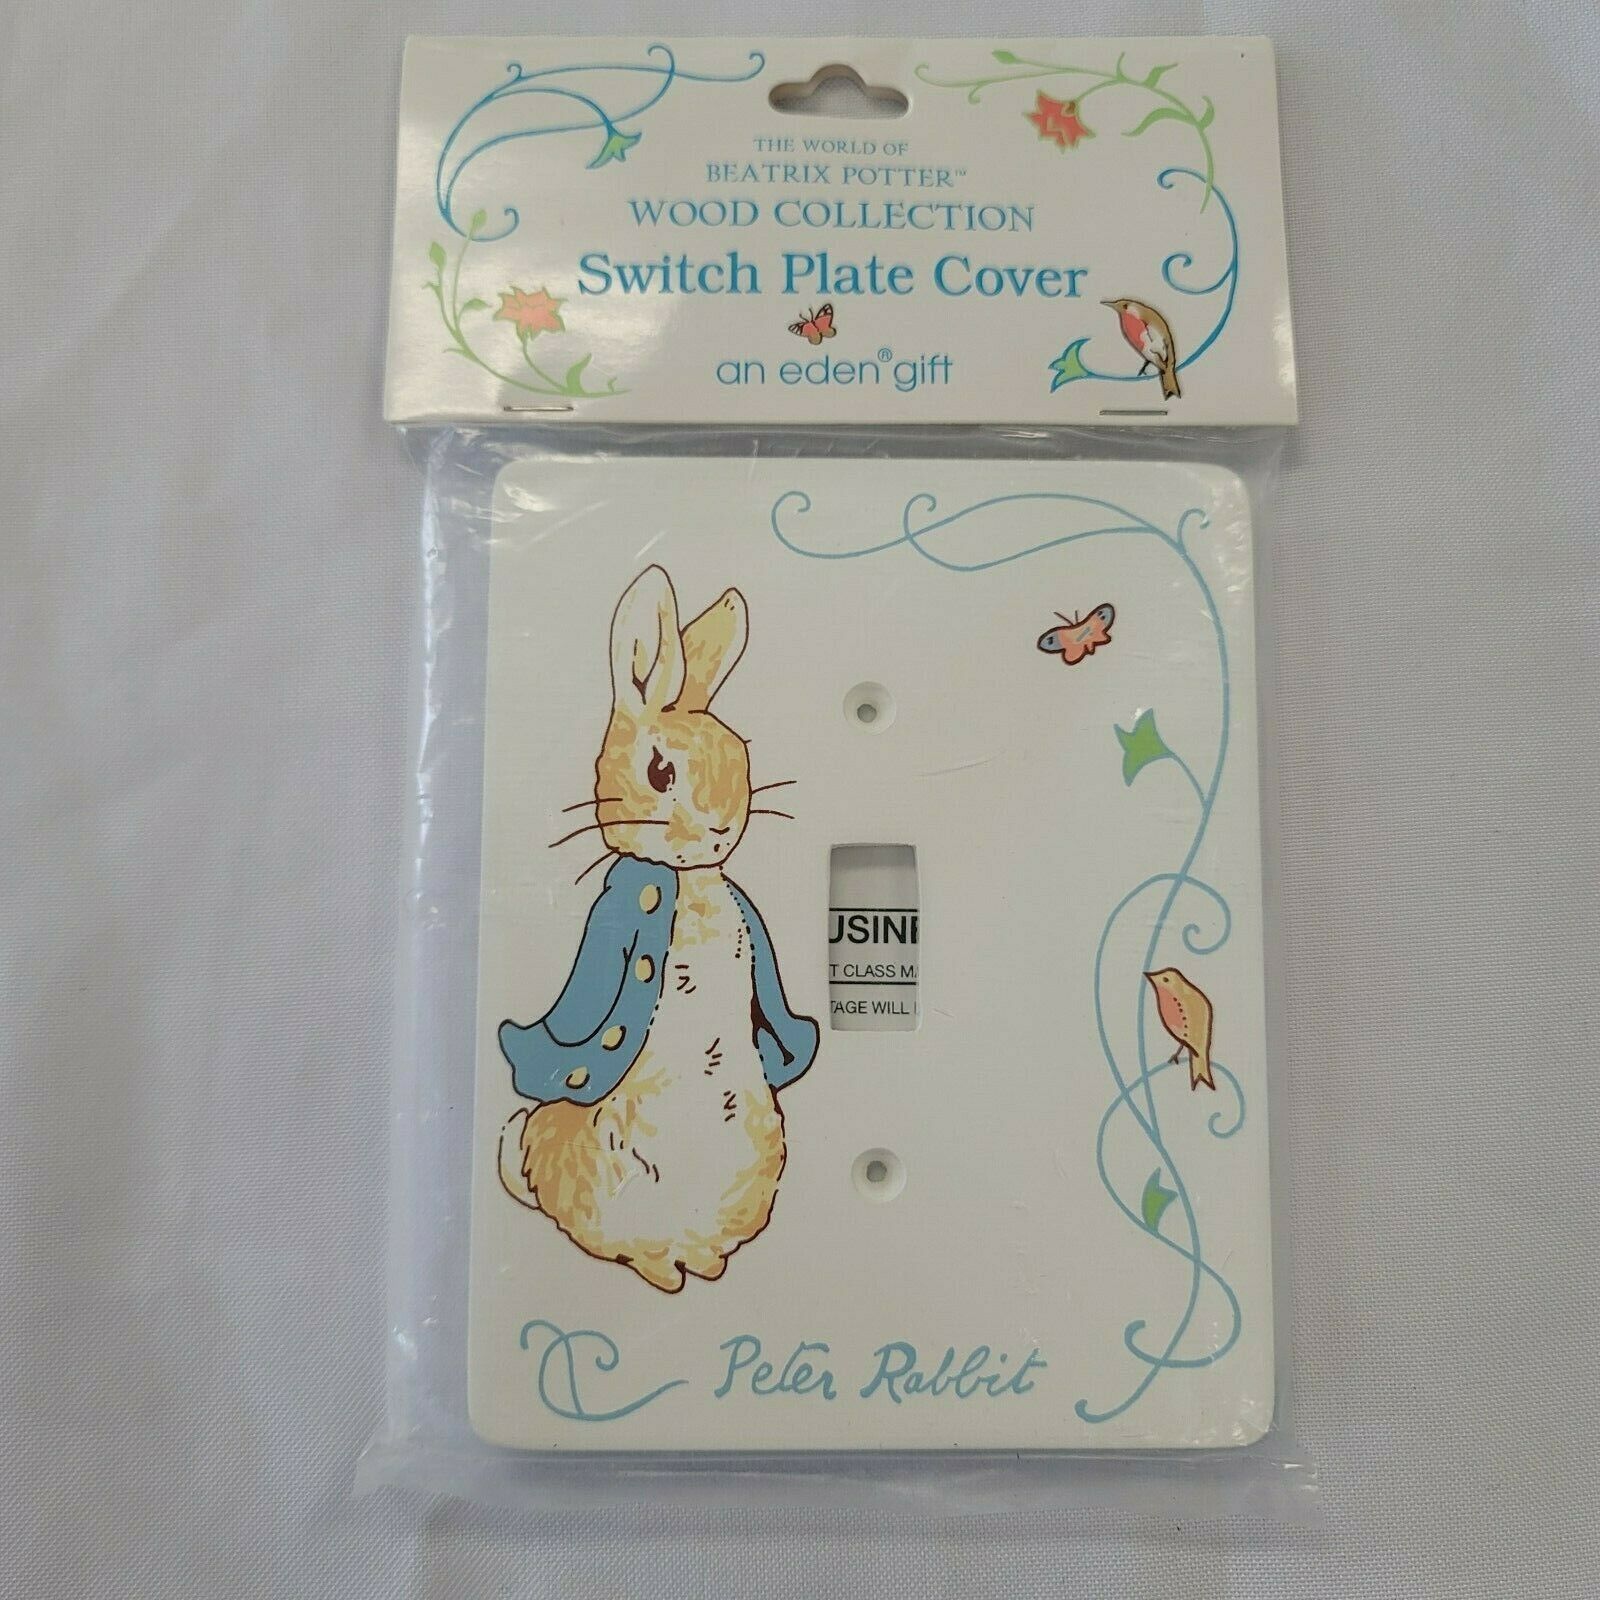 THE WORLD OF
BEATRIX POTTER™
WOOD COLLECTION
Switch Plate Cover
an eden® gift
USINE
T CLASS MA
TAGE WILL
Peter Rabbit